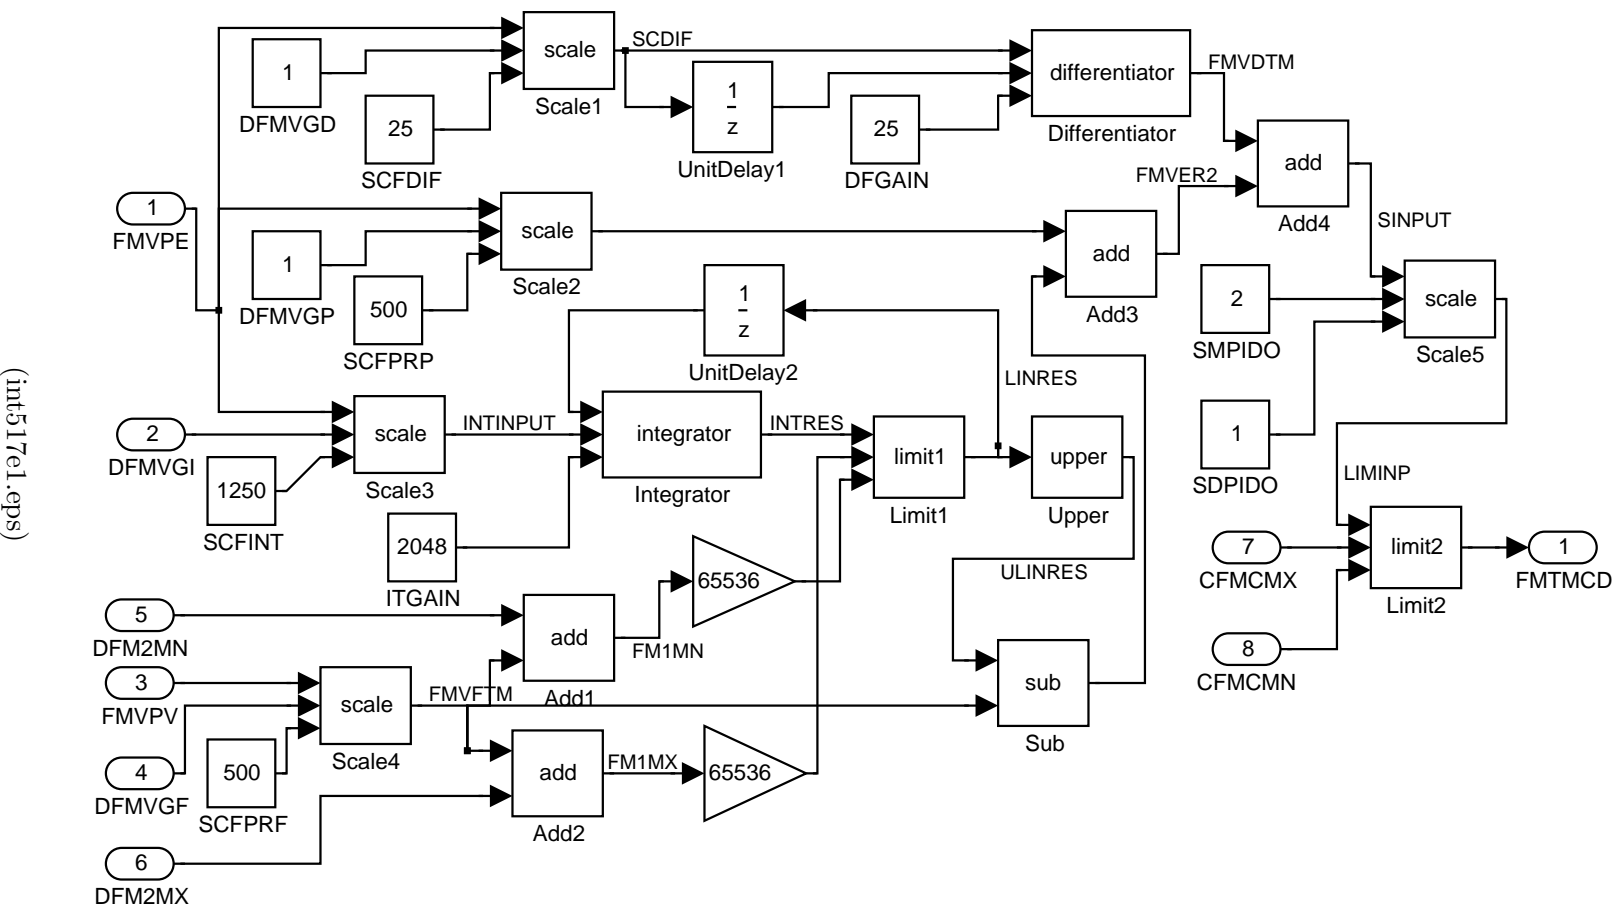 scale
Scale1
SCDIF
1
DFMVGD
25
SCFDIF
1
z
UnitDelay1
25
DFGAIN
differentiator
Differentiator
FMVDTM
add
Add4
FMVER2
SINPUT
1
FMVPE
scale
Scale2
1
DFMVGP
500
SCFPRP
1
z
UnitDelay2
add
Add3
2
SMPIDO
scale
Scale5
1
SDPIDO
LINRES
2
DFMVGI
1250
SCFINT
scale
Scale3
INTINPUT
integrator
Integrator
INTRES
limit1
Limit1
upper
Upper
2048
ITGAIN
65536
ULINRES
LIMINP
7
CFMCMX
limit2
Limit2
1
FMTMCD
8
CFMCMN
5
DFM2MN
add
Add1
FM1MN
3
FMVPV
scale
Scale4
FMVFTM
4
DFMVGF
500
SCFPRF
sub
Sub
add
Add2
FM1MX
65536
6
DFM2MX
(int517e1.eps)